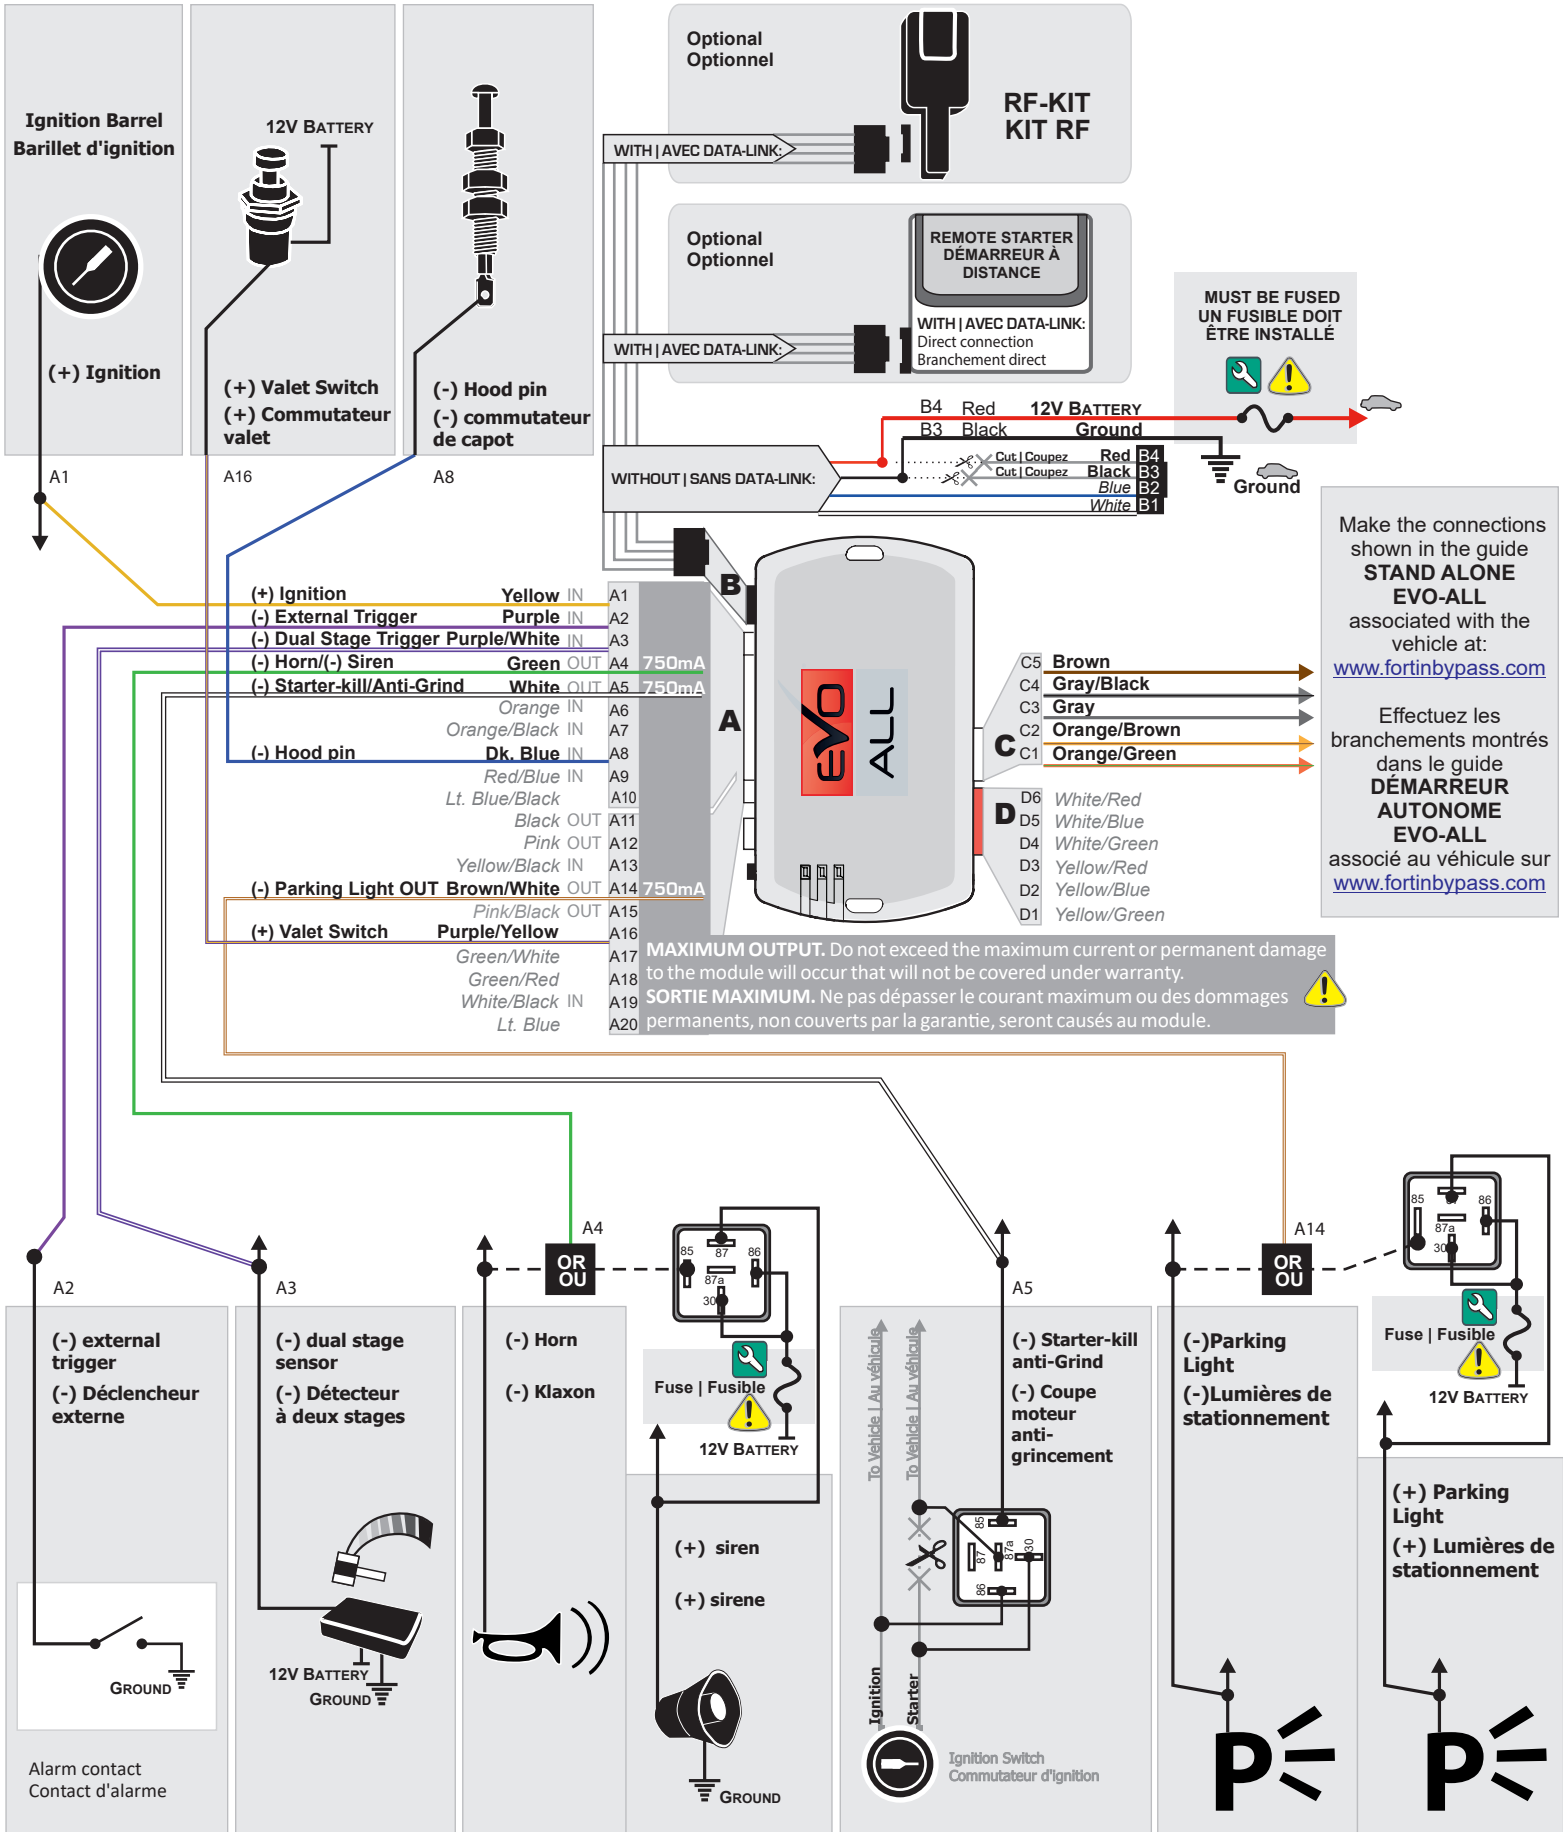 Ignition Barrel
Barillet d'ignition
(+) Ignition
A1
12V BATTERY
(+) Valet Switch
(+) Commutateur
valet
A16
(-) Hood pin
(-) commutateur
de capot
A8
Optional
Optionnel
RF-KIT
KIT RF
WITH | AVEC DATA-LINK:
Optional
Optionnel
REMOTE STARTER
DÉMARREUR À
DISTANCE
WITH | AVEC DATA-LINK:
Direct connection
Branchement direct
WITH | AVEC DATA-LINK:
MUST BE FUSED
UN FUSIBLE DOIT
ÊTRE INSTALLÉ
B4 Red 12V BATTERY
B3 Black Ground
WITHOUT | SANS DATA-LINK:
Cut | Coupez Red B4
Cut | Coupez Black B3
Blue B2
White B1
Ground
Make the connections
shown in the guide
STAND ALONE
EVO-ALL
associated with the
vehicle at:
www.fortinbypass.com
Effectuez les
branchements montrés
dans le guide
DÉMARREUR
AUTONOME
EVO-ALL
associé au véhicule sur
www.fortinbypass.com
(+) Ignition Yellow IN A1
(-) External Trigger Purple IN A2
(-) Dual Stage Trigger Purple/White IN A3
(-) Horn/(-) Siren Green OUT A4 750mA
(-) Starter-kill/Anti-Grind White OUT A5 750mA
Orange IN A6
Orange/Black IN A7
(-) Hood pin Dk. Blue IN A8
Red/Blue IN A9
Lt. Blue/Black A10
Black OUT A11
Pink OUT A12
Yellow/Black IN A13
(-) Parking Light OUT Brown/White OUT A14 750mA
Pink/Black OUT A15
(+) Valet Switch Purple/Yellow A16
Green/White A17
Green/Red A18
White/Black IN A19
Lt. Blue A20
A
B
C
D
EVO
ALL
C5 Brown
C4 Gray/Black
C3 Gray
C2 Orange/Brown
C1 Orange/Green
D6 White/Red
D5 White/Blue
D4 White/Green
D3 Yellow/Red
D2 Yellow/Blue
D1 Yellow/Green
MAXIMUM OUTPUT. Do not exceed the maximum current or permanent damage
to the module will occur that will not be covered under warranty.
SORTIE MAXIMUM. Ne pas dépasser le courant maximum ou des dommages
permanents, non couverts par la garantie, seront causés au module.
A2
(-) external
trigger
(-) Déclencheur
externe
GROUND
Alarm contact
Contact d'alarme
A3
(-) dual stage
sensor
(-) Détecteur
à deux stages
12V BATTERY
GROUND
A4
OR
OU
(-) Horn
(-) Klaxon
85
87
86
87a
30
Fuse | Fusible
12V BATTERY
(+) siren
(+) sirene
GROUND
A5
To Vehicle | Au véhicule
To Vehicle | Au véhicule
(-) Starter-kill
anti-Grind
(-) Coupe
moteur
anti-
grincement
85
87
87a
30
86
Ignition
Starter
Ignition Switch
Commutateur d'ignition
A14
OR
OU
(-)Parking
Light
(-)Lumières de
stationnement
P
85
86
87a
30
Fuse | Fusible
12V BATTERY
(+) Parking
Light
(+) Lumières de
stationnement
P